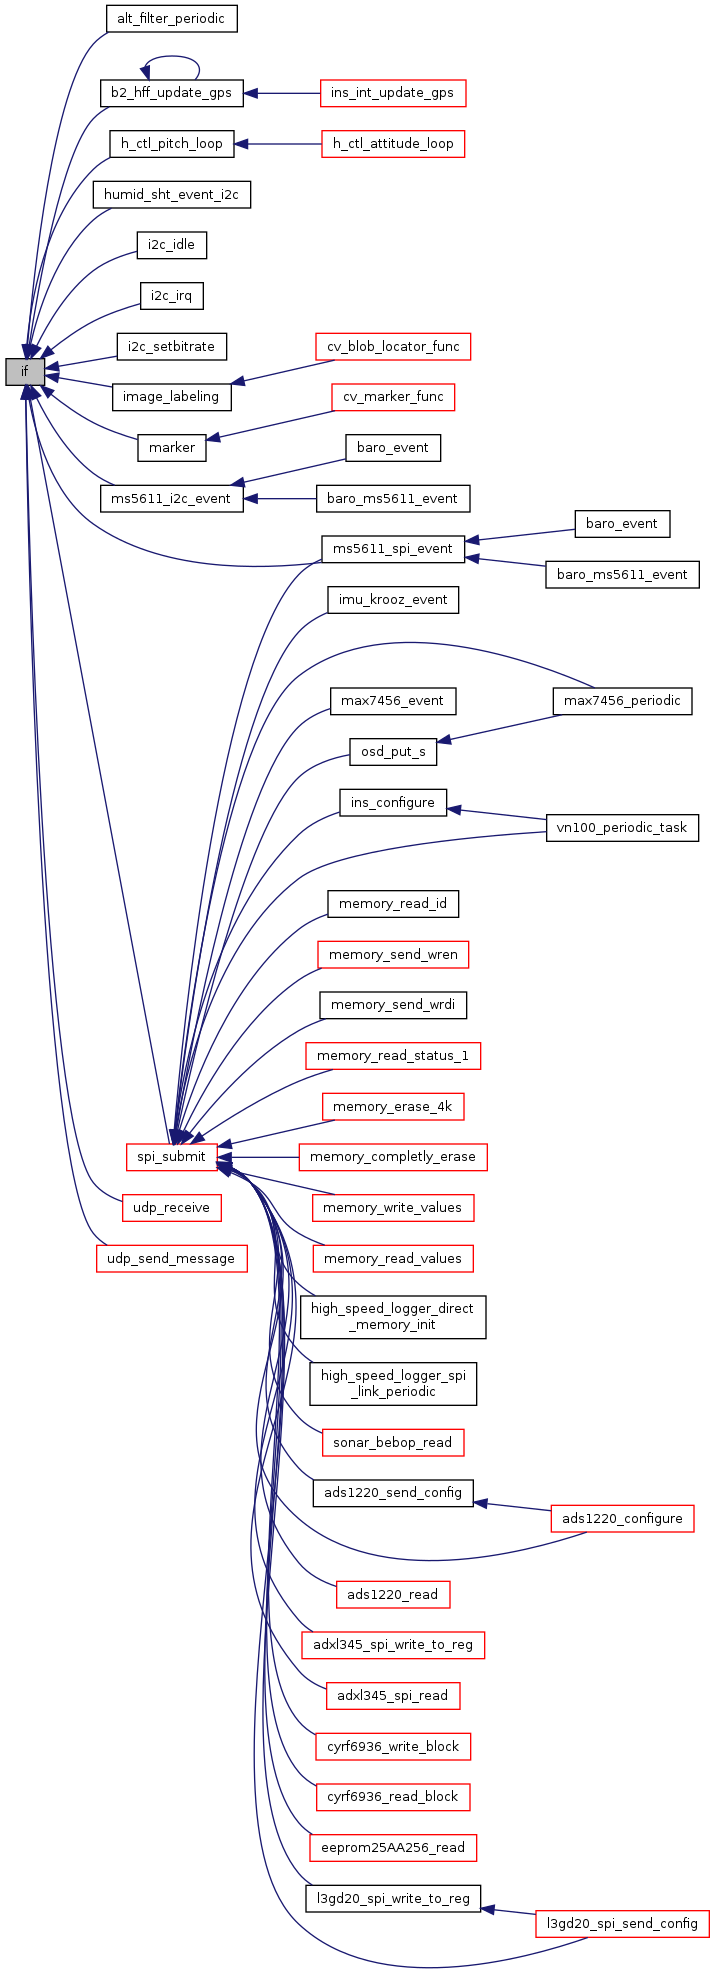 alt_filter_periodic
b2_hff_update_gps
ins_int_update_gps
h_ctl_pitch_loop
h_ctl_attitude_loop
humid_sht_event_i2c
i2c_idle
i2c_irq
i2c_setbitrate
cv_blob_locator_func
if
image_labeling
cv_marker_func
marker
baro_event
ms5611_i2c_event
baro_ms5611_event
baro_event
ms5611_spi_event
baro_ms5611_event
imu_krooz_event
max7456_event
max7456_periodic
osd_put_s
ins_configure
vn100_periodic_task
memory_read_id
memory_send_wren
memory_send_wrdi
memory_read_status_1
memory_erase_4k
spi_submit
memory_completly_erase
udp_receive
memory_write_values
udp_send_message
memory_read_values
high_speed_logger_direct
_memory_init
high_speed_logger_spi
_link_periodic
sonar_bebop_read
ads1220_send_config
ads1220_configure
ads1220_read
adxl345_spi_write_to_reg
adxl345_spi_read
cyrf6936_write_block
cyrf6936_read_block
eeprom25AA256_read
l3gd20_spi_write_to_reg
l3gd20_spi_send_config